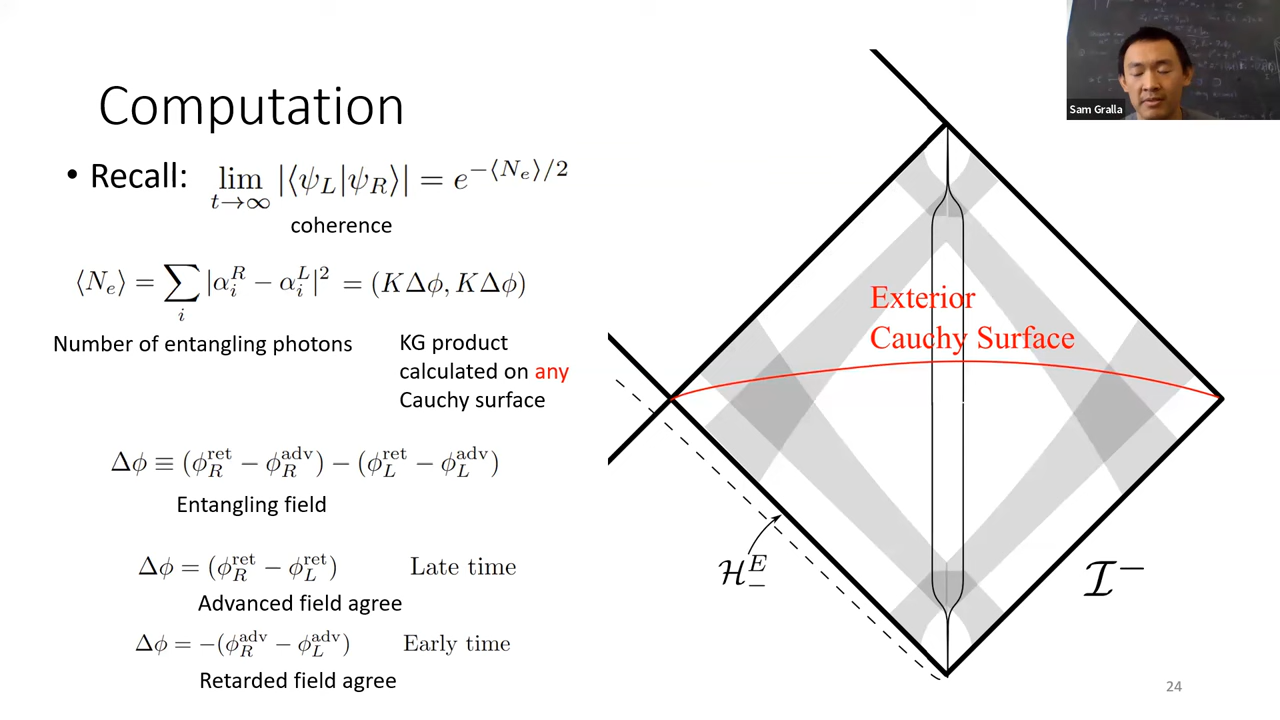 Computation
Sam Gralla
• Recall: lim_{t→∞} |⟨ψ_L|ψ_R⟩| = e^{−⟨N_e⟩/2}
coherence
⟨N_e⟩ = ∑_i |α_i^R − α_i^L|^2 = (KΔϕ, KΔϕ)
Number of entangling photons
KG product
calculated on any
Cauchy surface
Δϕ ≡ (ϕ_R^ret − ϕ_R^adv) − (ϕ_L^ret − ϕ_L^adv)
Entangling field
Δϕ = (ϕ_R^ret − ϕ_L^ret) Late time
Advanced field agree
Δϕ = −(ϕ_R^adv − ϕ_L^adv) Early time
Retarded field agree
Exterior
Cauchy Surface
ℋ_−^E
ℐ^−
24